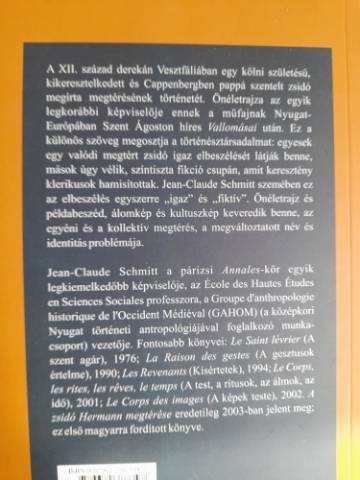 A XII. század derekán Vesztfáliában egy kölni születésű,
kikeresztelkedett és Cappenbergben pappá szentelt zsidó
megírta megtérésének történetét. Önéletrajza az egyik
legkorábbi képviselője ennek a műfajnak Nyugat-
Európában Szent Ágoston híres Vallomásai után. Ez a
különös szöveg megosztja a történésztársadalmat: egyesek
egy valódi megtért zsidó igaz elbeszélését látják benne,
mások úgy vélik, színtiszta fikció csupán, amit keresztény
klerikusok hamisítottak. Jean-Claude Schmitt szemében ez
az elbeszélés egyszerre „igaz" és „fiktív". Önéletrajz és
példabeszéd, álomkép és kultuszkép keveredik benne, az
egyéni és a kollektív megtérés, a megváltoztatott név és
identitás problémája.
Jean-Claude Schmitt a párizsi Annales-kör egyik
legkiemelkedőbb képviselője, az École des Hautes Études
en Sciences Sociales professzora, a Groupe d'anthropologie
historique de l'Occident Médiéval (GAHOM) (a középkori
Nyugat történeti antropológiájával foglalkozó munka-
csoport) vezetője. Fontosabb könyvei: Le Saint lévrier (A
szent agár), 1976; La Raison des gestes (A gesztusok
értelme), 1990; Les Revenants (Kísértetek), 1994; Le Corps,
les rites, les rêves, le temps (A test, a rítusok, az álmok, az
idő), 2001; Le Corps des images (A képek teste), 2002. A
zsidó Hermann megtérése eredetileg 2003-ban jelent meg;
ez első magyarra fordított könyve.